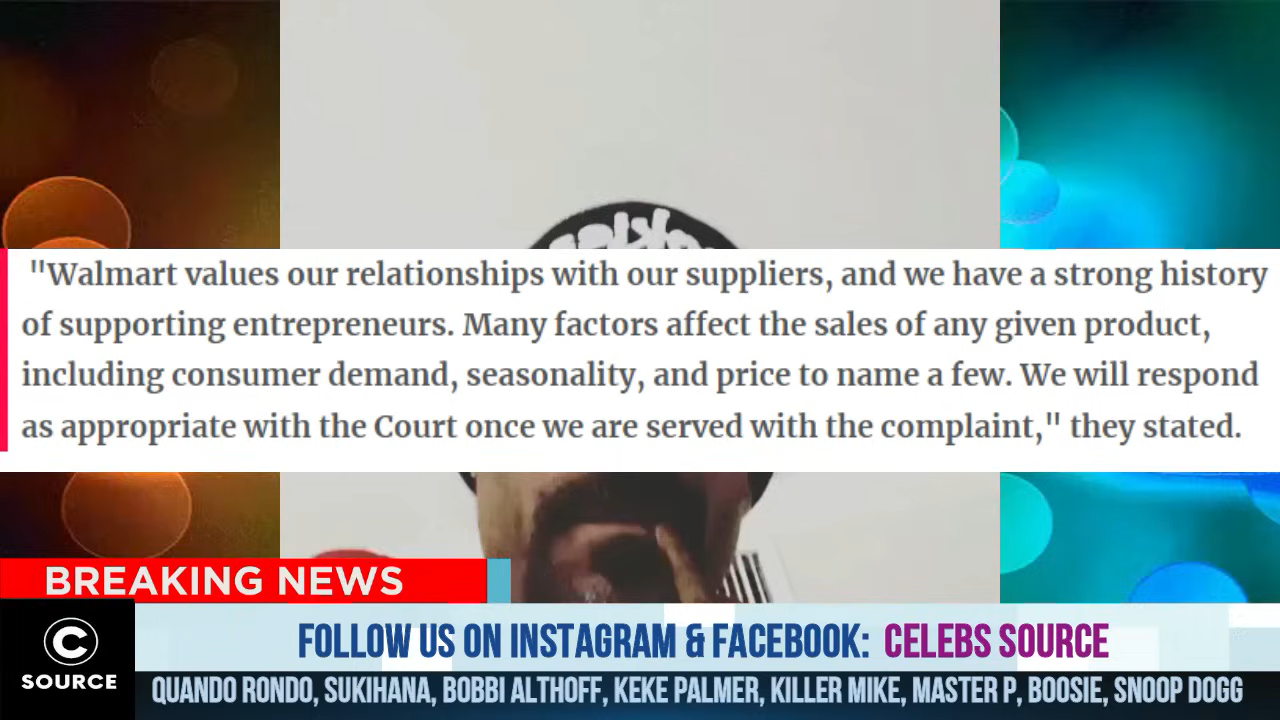 "Walmart values our relationships with our suppliers, and we have a strong history
of supporting entrepreneurs. Many factors affect the sales of any given product,
including consumer demand, seasonality, and price to name a few. We will respond
as appropriate with the Court once we are served with the complaint," they stated.
BREAKING NEWS
FOLLOW US ON INSTAGRAM & FACEBOOK: CELEBS SOURCE
C
SOURCE
QUANDO RONDO, SUKIHANA, BOBBI ALTHOFF, KEKE PALMER, KILLER MIKE, MASTER P, BOOSIE, SNOOP DOGG